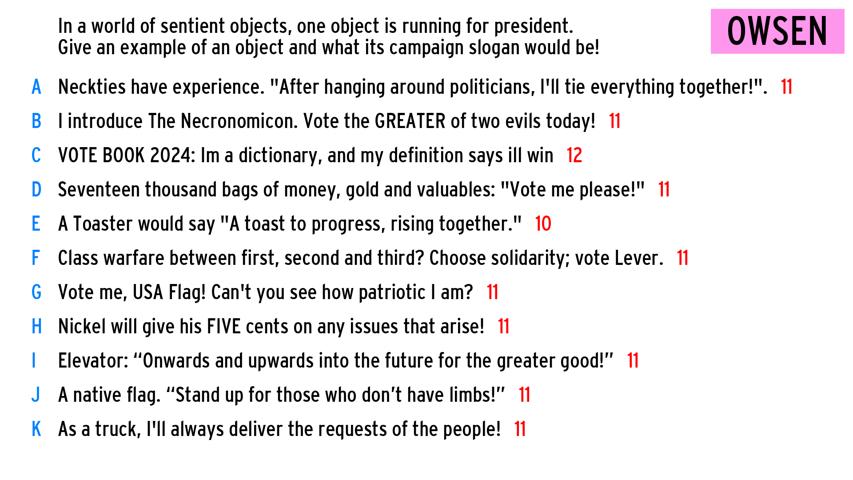 In a world of sentient objects, one object is running for president.
Give an example of an object and what its campaign slogan would be!
OWSEN
A Neckties have experience. "After hanging around politicians, I'll tie everything together!". 11
B I introduce The Necronomicon. Vote the GREATER of two evils today! 11
C VOTE BOOK 2024: Im a dictionary, and my definition says ill win 12
D Seventeen thousand bags of money, gold and valuables: "Vote me please!" 11
E A Toaster would say "A toast to progress, rising together." 10
F Class warfare between first, second and third? Choose solidarity; vote Lever. 11
G Vote me, USA Flag! Can't you see how patriotic I am? 11
H Nickel will give his FIVE cents on any issues that arise! 11
I Elevator: “Onwards and upwards into the future for the greater good!” 11
J A native flag. “Stand up for those who don’t have limbs!” 11
K As a truck, I'll always deliver the requests of the people! 11